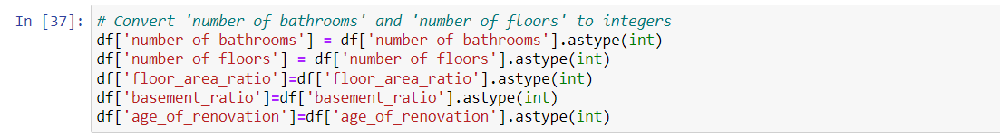 In [37]: # Convert 'number of bathrooms' and 'number of floors' to integers
df['number of bathrooms'] = df['number of bathrooms'].astype(int)
df['number of floors'] = df['number of floors'].astype(int)
df['floor_area_ratio']=df['floor_area_ratio'].astype(int)
df['basement_ratio']=df['basement_ratio'].astype(int)
df['age_of_renovation']=df['age_of_renovation'].astype(int)